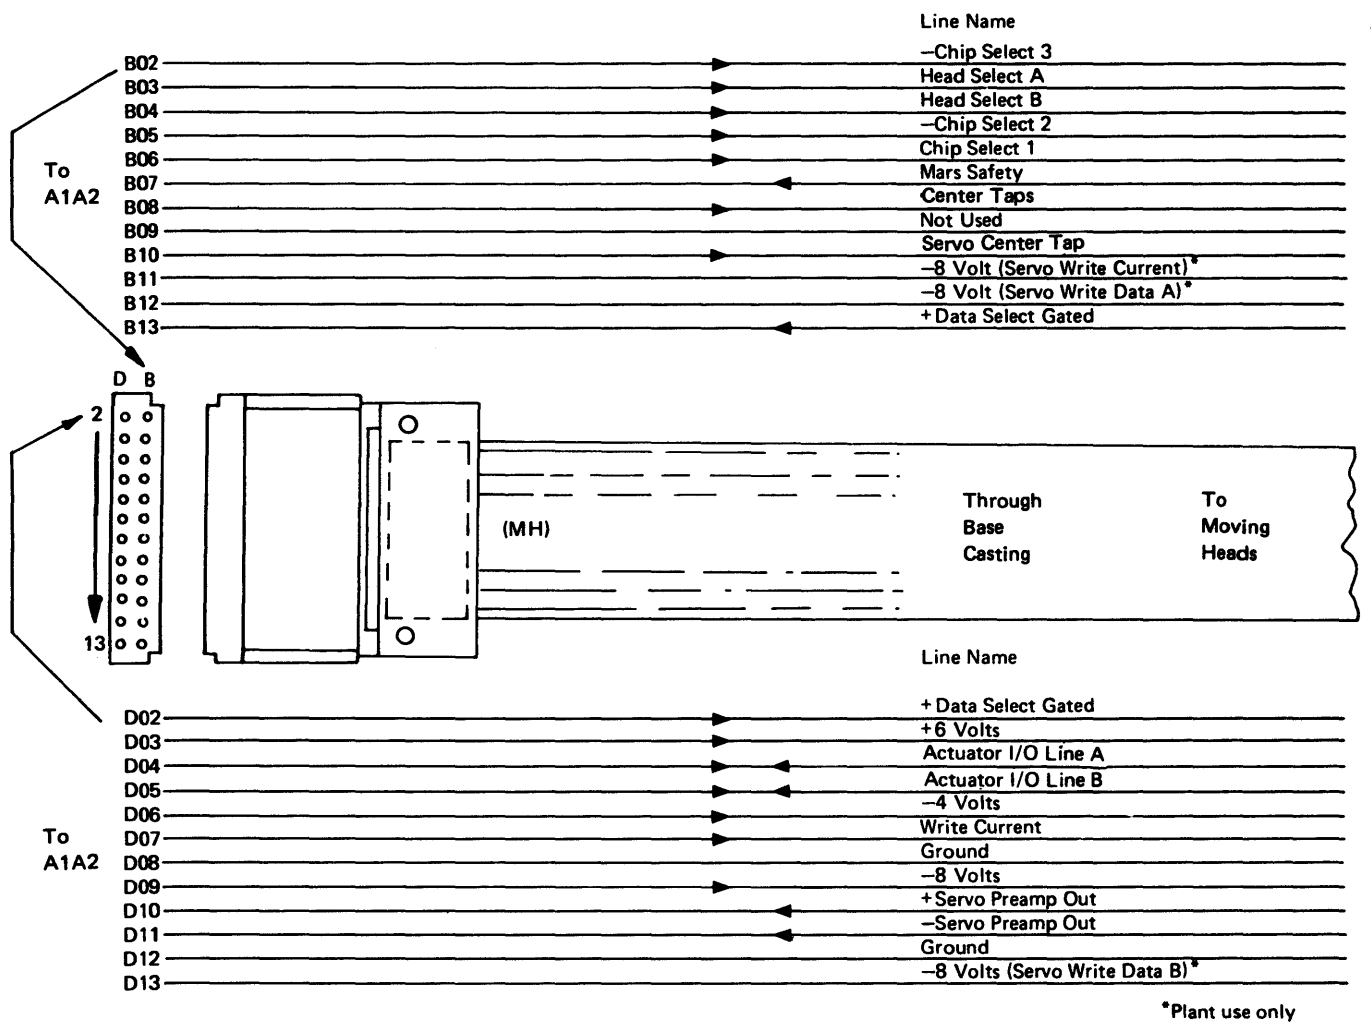 Line Name
B02 —Chip Select 3
B03 Head Select A
B04 Head Select B
B05 —Chip Select 2
B06 Chip Select 1
To
A1A2
B07 Mars Safety
B08 Center Taps
B09 Not Used
B10 Servo Center Tap
B11 —8 Volt (Servo Write Current)*
B12 —8 Volt (Servo Write Data A)*
B13 +Data Select Gated
D B
2
13
(MH)
Through
Base
Casting
To
Moving
Heads
Line Name
D02 +Data Select Gated
D03 +6 Volts
D04 Actuator I/O Line A
D05 Actuator I/O Line B
D06 —4 Volts
To
A1A2
D07 Write Current
D08 Ground
D09 —8 Volts
D10 +Servo Preamp Out
D11 —Servo Preamp Out
D12 Ground
D13 —8 Volts (Servo Write Data B)*
*Plant use only